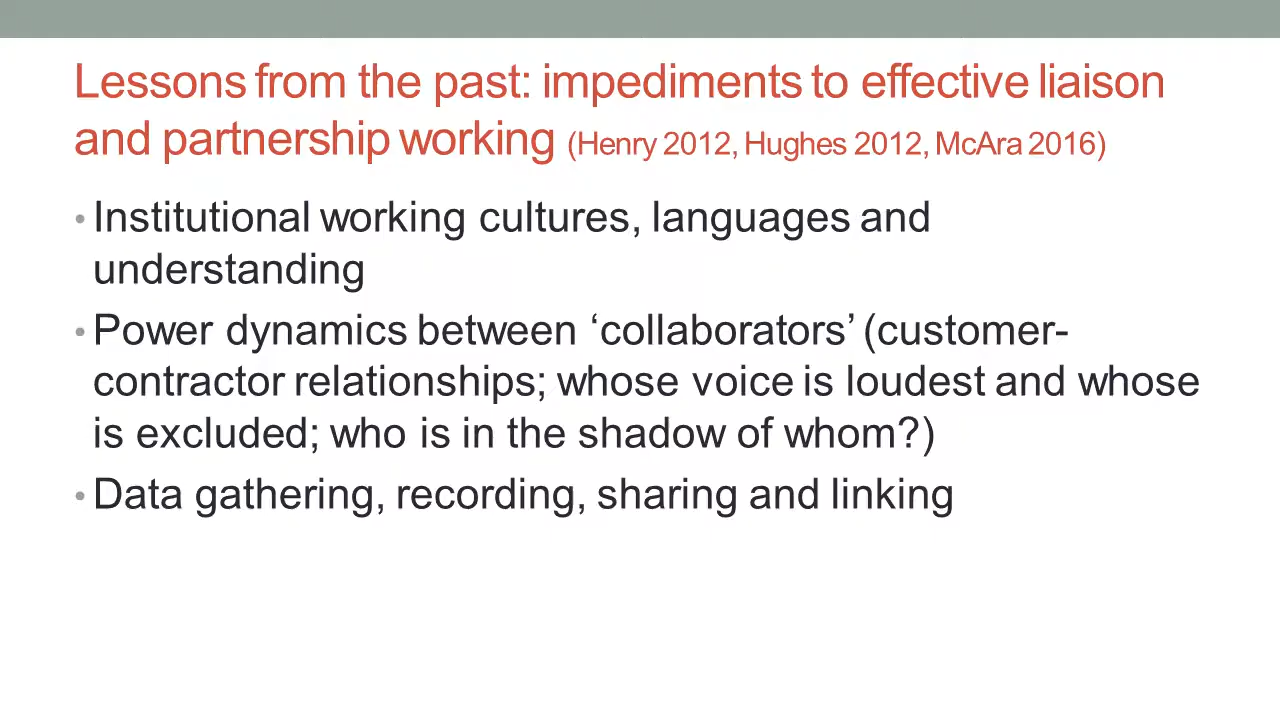 Lessons from the past: impediments to effective liaison
and partnership working (Henry 2012, Hughes 2012, McAra 2016)
• Institutional working cultures, languages and
understanding
• Power dynamics between ‘collaborators’ (customer-
contractor relationships; whose voice is loudest and whose
is excluded; who is in the shadow of whom?)
• Data gathering, recording, sharing and linking